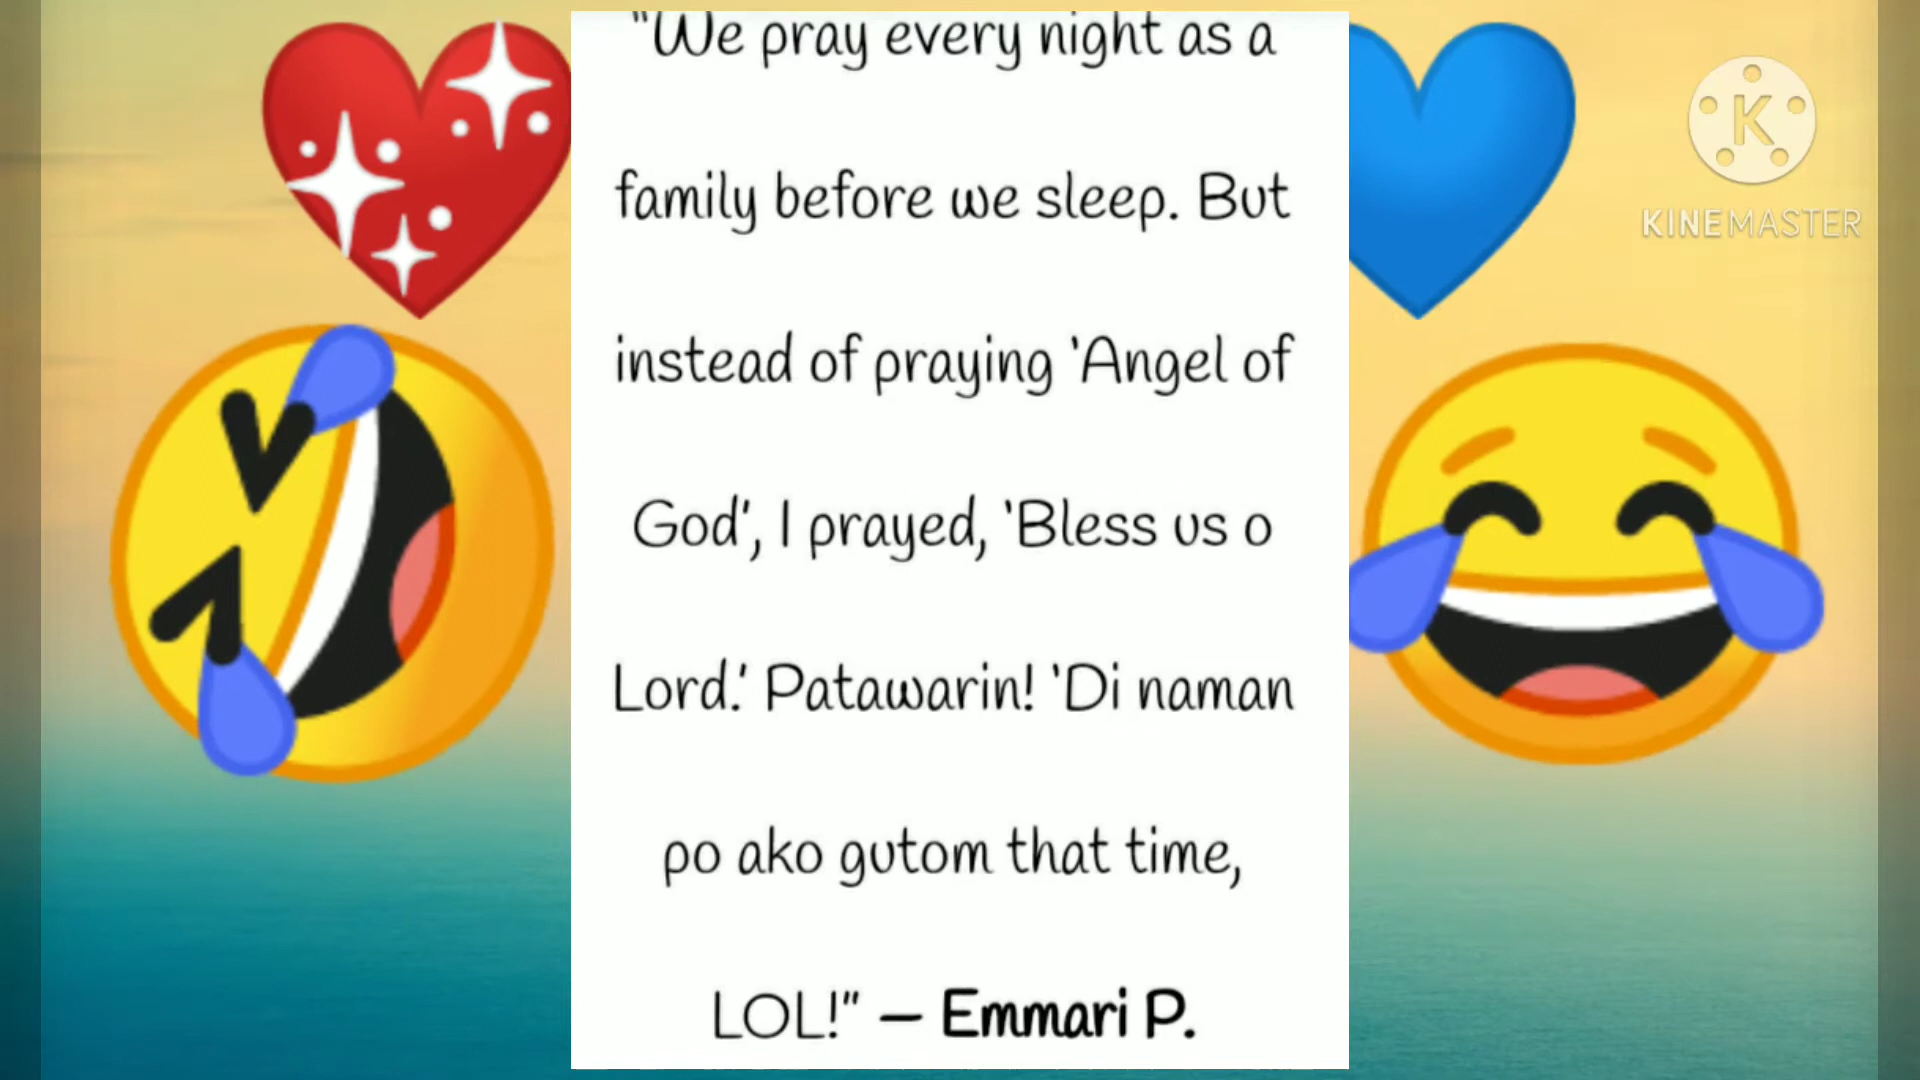 "We pray every night as a
family before we sleep. But
instead of praying 'Angel of
God', I prayed, 'Bless us o
Lord.' Patawarin! 'Di naman
po ako gutom that time,
LOL!" – Emmari P.
K
KINEMASTER